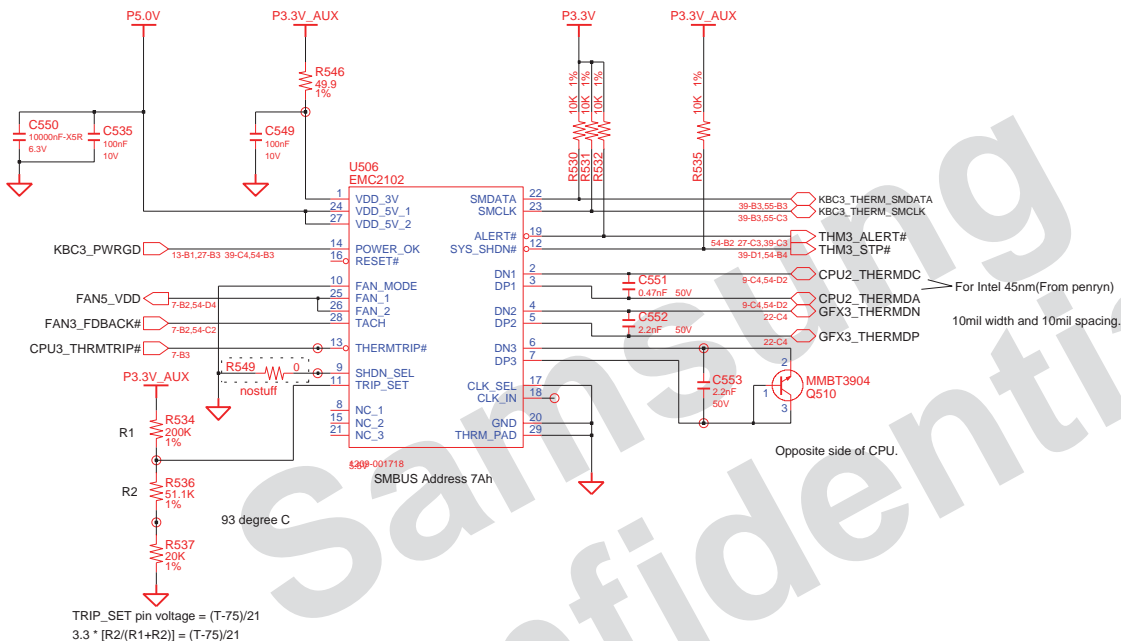 P5.0V
P3.3V_AUX
P3.3V
P3.3V_AUX
R546
49.9
1%
C550
10000nF-X5R
6.3V
C535
100nF
10V
C549
100nF
10V
10K 1%
10K 1%
10K 1%
10K 1%
R530
R531
R532
R535
U506
EMC2102
1 VDD_3V
24 VDD_5V_1
27 VDD_5V_2
14 POWER_OK
16 RESET#
10 FAN_MODE
25 FAN_1
26 FAN_2
28 TACH
13 THERMTRIP#
9 SHDN_SEL
11 TRIP_SET
8 NC_1
15 NC_2
21 NC_3
SMDATA 22
SMCLK 23
ALERT# 19
SYS_SHDN# 12
DN1 2
DP1 3
DN2 4
DP2 5
DN3 6
DP3 7
CLK_SEL 17
CLK_IN 18
GND 20
THRM_PAD 29
KBC3_PWRGD
13-B1,27-B3 39-C4,54-B3
FAN5_VDD
7-B2,54-D4
FAN3_FDBACK#
7-B2,54-C2
CPU3_THRMTRIP#
7-B3
R549 0
nostuff
P3.3V_AUX
R1
R534
200K
1%
R2
R536
51.1K
1%
R537
20K
1%
93 degree C
1209-001718
SMBUS Address 7Ah
39-B3,55-B3
KBC3_THERM_SMDATA
39-B3,55-C3
KBC3_THERM_SMCLK
54-B2 27-C3,39-C3
THM3_ALERT#
39-D1,54-B4
THM3_STP#
9-C4,54-D2
CPU2_THERMDC
9-C4,54-D2
CPU2_THERMDA
22-C4
GFX3_THERMDN
22-C4
GFX3_THERMDP
C551
0.47nF 50V
C552
2.2nF 50V
C553
2.2nF
50V
For Intel 45nm(From penryn)
10mil width and 10mil spacing.
2
1
3
MMBT3904
Q510
Opposite side of CPU.
TRIP_SET pin voltage = (T-75)/21
3.3 * [R2/(R1+R2)] = (T-75)/21
Samsung